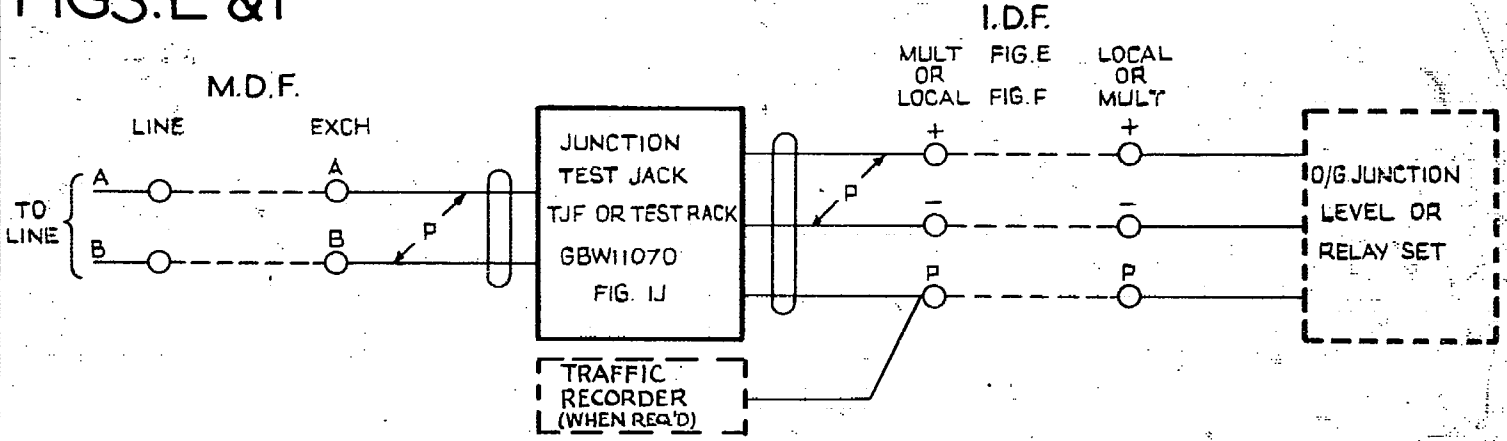 FIGS. E & F
M.D.F.
LINE
EXCH
TO
LINE
A
B
A
B
P
JUNCTION
TEST JACK
TJF OR TEST RACK
GBW11070
FIG. 1J
TRAFFIC
RECORDER
(WHEN REQ'D)
P
I.D.F.
MULT FIG.E LOCAL
OR OR
LOCAL FIG.F MULT
+ +
- -
P P
O/G JUNCTION
LEVEL OR
RELAY SET